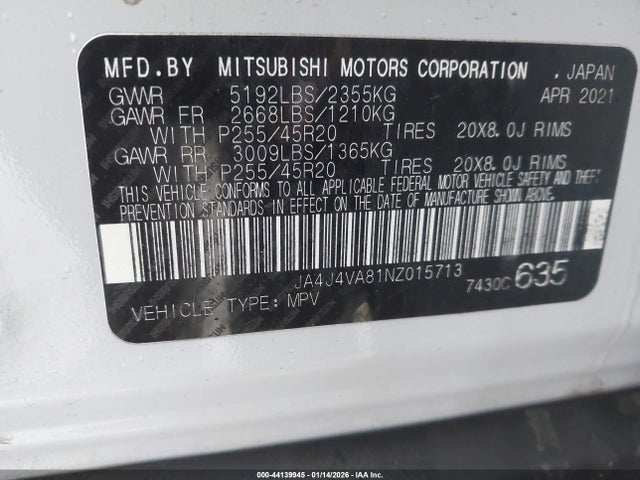 MFD.BY MITSUBISHI MOTORS CORPORATION , JAPAN
GVWR 5192LBS/2355KG APR 2021
GAWR FR 2668LBS/1210KG
WITH P255/45R20 TIRES 20X8.0J RIMS
GAWR RR 3009LBS/1365KG
WITH P255/45R20 TIRES 20X8.0J RIMS
THIS VEHICLE CONFORMS TO ALL APPLICABLE FEDERAL MOTOR VEHICLE SAFETY AND THEFT
PREVENTION STANDARDS IN EFFECT ON THE DATE OF MANUFACTURE SHOWN ABOVE.
JA4J4VA81NZ015713
7430C 635
VEHICLE TYPE: MPV
000-44139945 - 01/14/2026 - IAA Holdings, LLC